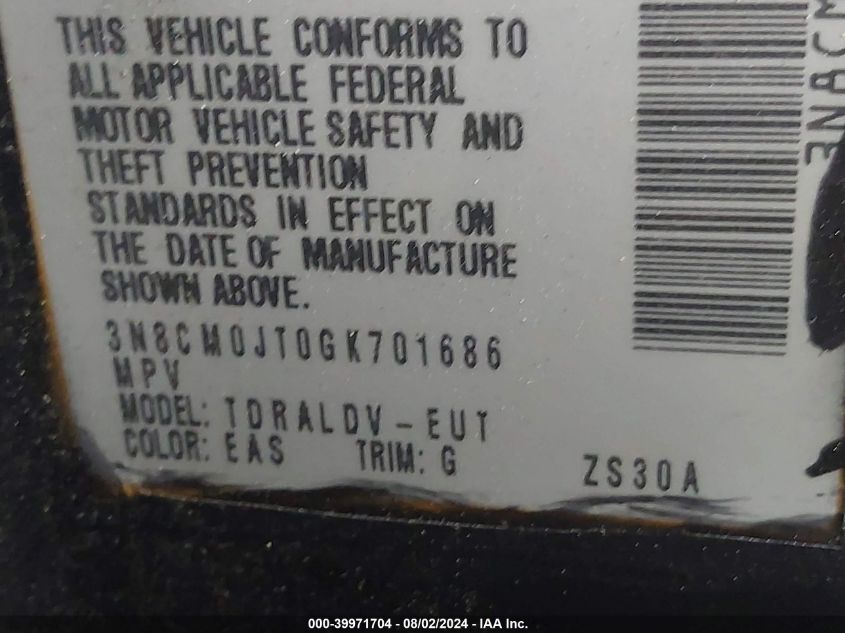 THIS VEHICLE CONFORMS TO
ALL APPLICABLE FEDERAL
MOTOR VEHICLE SAFETY AND
THEFT PREVENTION
STANDARDS IN EFFECT ON
THE DATE OF MANUFACTURE
SHOWN ABOVE.
3N8CM0JT0GK701686
MPV
MODEL: TDRALDV-EUT
COLOR: EAS TRIM: G ZS30A
3N8CM
000-39971704 - 08/02/2024 - IAA Inc.